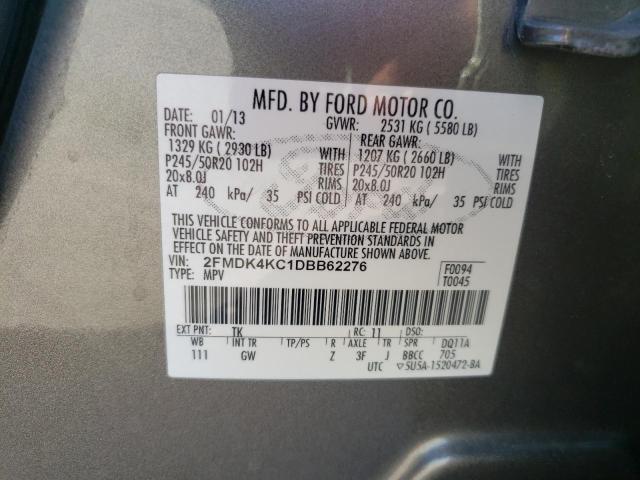 MFD. BY FORD MOTOR CO.
DATE: 01/13 GVWR: 2531 KG ( 5580 LB)
FRONT GAWR: REAR GAWR:
1329 KG ( 2930 LB) WITH 1207 KG ( 2660 LB) WITH
P245/50R20 102H TIRES P245/50R20 102H TIRES
20x8.0J RIMS 20x8.0J RIMS
AT 240 kPa/ 35 PSI COLD AT 240 kPa/ 35 PSI COLD
THIS VEHICLE CONFORMS TO ALL APPLICABLE FEDERAL MOTOR
VEHICLE SAFETY AND THEFT PREVENTION STANDARDS IN
EFFECT ON THE DATE OF MANUFACTURE SHOWN ABOVE.
VIN: 2FMDK4KC1DBB62276 F0094
TYPE: MPV T0045
EXT PNT: TK RC: 11 DSO:
WB INT TR TP/PS R AXLE TR SPR DQ11A
111 GW Z 3F J BBCC 705
UTC 5U5A-1520472-BA